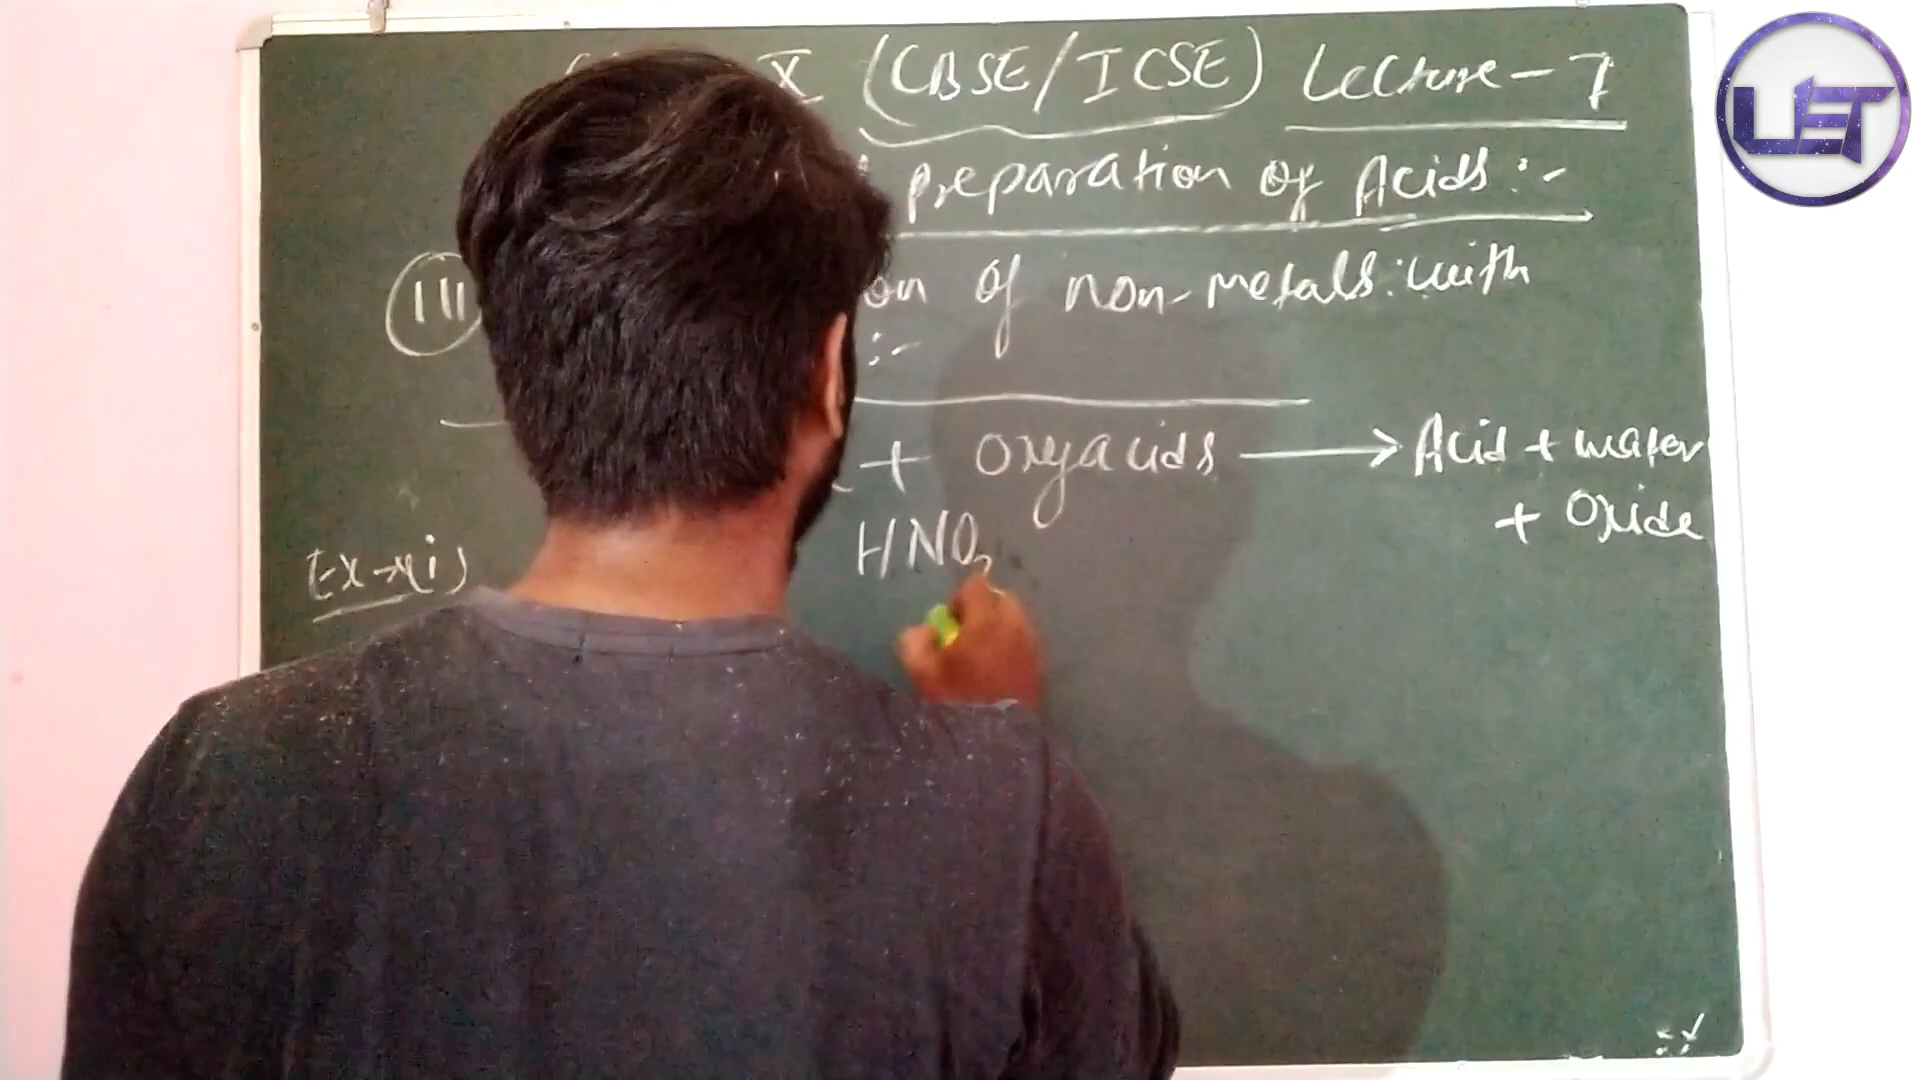 X (CBSE/ICSE) Lecture - 7
preparation of Acids :-
III on of non-metals with
:-
+ Oxyacids → Acid + water
+ Oxide
Ex → (i) HNO3
UET